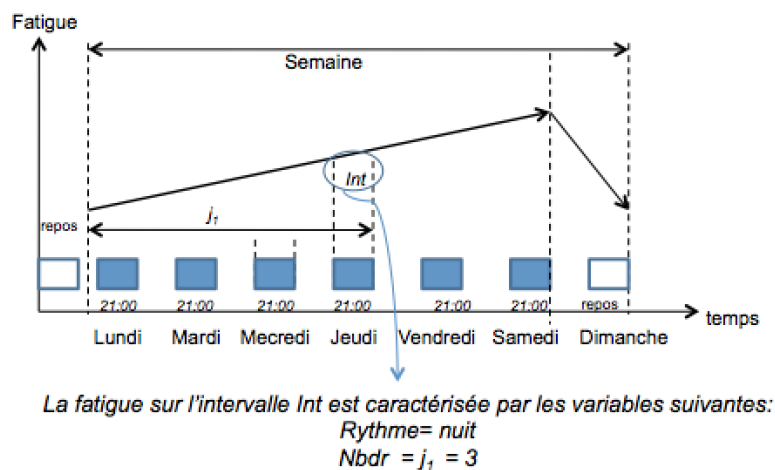 Fatigue
Semaine
Int
repos
j1
21:00 21:00 21:00 21:00 21:00 21:00 repos
temps
Lundi Mardi Mecredi Jeudi Vendredi Samedi Dimanche
La fatigue sur l'intervalle Int est caractérisée par les variables suivantes:
Rythme= nuit
Nbdr = j1 = 3